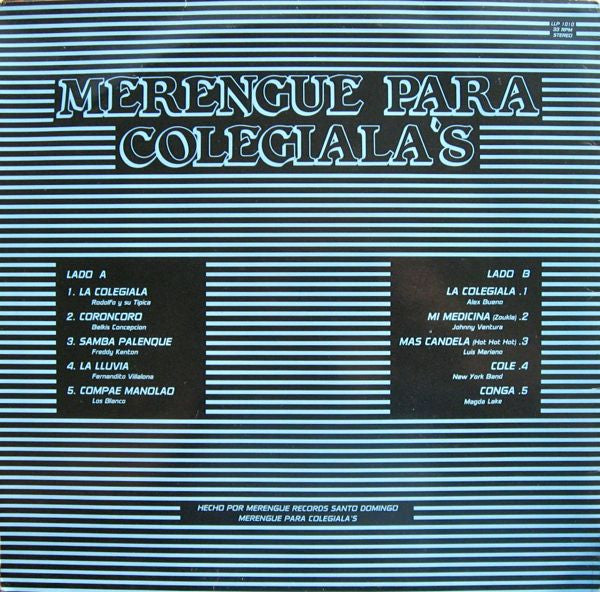 LLP 1010
33 RPM
STEREO
MERENGUE PARA
COLEGIALA'S
LADO A
1. LA COLEGIALA
Rodolfo y su Tipica
2. CORONCORO
Belkis Concepcion
3. SAMBA PALENQUE
Freddy Kenton
4. LA LLUVIA
Fernandito Villalona
5. COMPAE MANOLAO
Los Blanco
LADO B
LA COLEGIALA .1
Alex Bueno
MI MEDICINA (Zoukla) .2
Johnny Ventura
MAS CANDELA (Hot Hot Hot) .3
Luis Mariano
COLE .4
New York Band
CONGA .5
Magda Lake
HECHO POR MERENGUE RECORDS SANTO DOMINGO
MERENGUE PARA COLEGIALA'S